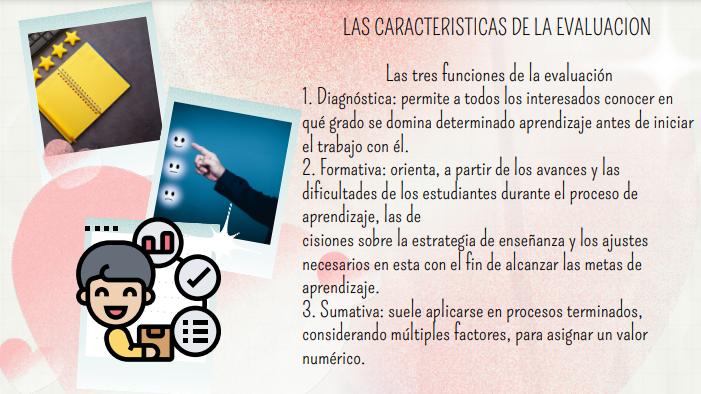 LAS CARACTERISTICAS DE LA EVALUACION
Las tres funciones de la evaluación
1. Diagnóstica: permite a todos los interesados conocer en
qué grado se domina determinado aprendizaje antes de iniciar
el trabajo con él.
2. Formativa: orienta, a partir de los avances y las
dificultades de los estudiantes durante el proceso de
aprendizaje, las de
cisiones sobre la estrategia de enseñanza y los ajustes
necesarios en esta con el fin de alcanzar las metas de
aprendizaje.
3. Sumativa: suele aplicarse en procesos terminados,
considerando múltiples factores, para asignar un valor
numérico.